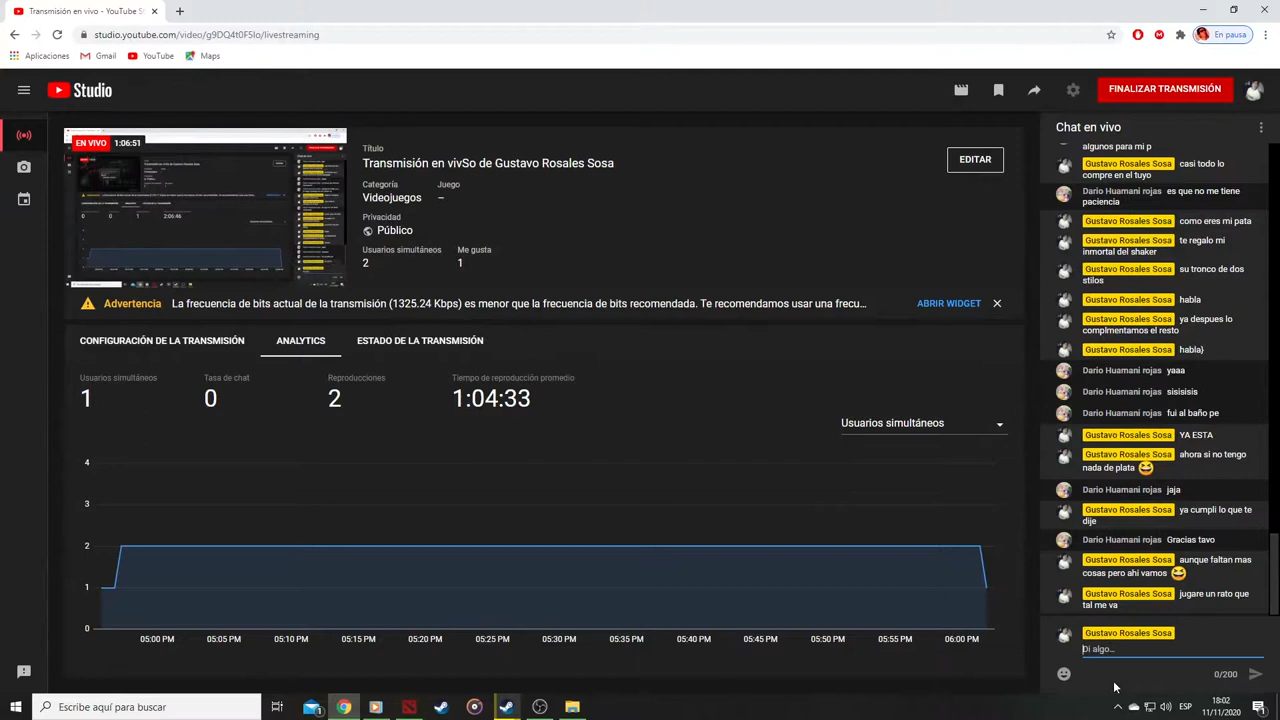 Transmisión en vivo - YouTube St
studio.youtube.com/video/g9DQ4t0F5Io/livestreaming
En pausa
Aplicaciones Gmail YouTube Maps
Studio
FINALIZAR TRANSMISIÓN
EN VIVO 1:06:51
Título
Transmisión en vivSo de Gustavo Rosales Sosa
Categoría Juego
Videojuegos –
Privacidad
Público
Usuarios simultáneos Me gusta
2 1
EDITAR
Advertencia La frecuencia de bits actual de la transmisión (1325.24 Kbps) es menor que la frecuencia de bits recomendada. Te recomendamos usar una frecu... ABRIR WIDGET
CONFIGURACIÓN DE LA TRANSMISIÓN ANALYTICS ESTADO DE LA TRANSMISIÓN
Usuarios simultáneos Tasa de chat Reproducciones Tiempo de reproducción promedio
1 0 2 1:04:33
Usuarios simultáneos
4
3
2
1
0
05:00 PM 05:05 PM 05:10 PM 05:15 PM 05:20 PM 05:25 PM 05:30 PM 05:35 PM 05:40 PM 05:45 PM 05:50 PM 05:55 PM 06:00 PM
Chat en vivo
algunos para mi p
Gustavo Rosales Sosa casi todo lo
compre en el tuyo
Dario Huamani rojas es que no me tiene
paciencia
Gustavo Rosales Sosa como eres mi pata
Gustavo Rosales Sosa te regalo mi
inmortal del shaker
Gustavo Rosales Sosa su tronco de dos
stilos
Gustavo Rosales Sosa habla
Gustavo Rosales Sosa ya despues lo
complmentamos el resto
Gustavo Rosales Sosa habla}
Dario Huamani rojas yaaa
Dario Huamani rojas sisisisis
Dario Huamani rojas fui al baño pe
Gustavo Rosales Sosa YA ESTA
Gustavo Rosales Sosa ahora si no tengo
nada de plata
Dario Huamani rojas jaja
Gustavo Rosales Sosa ya cumpli lo que te
dije
Dario Huamani rojas Gracias tavo
Gustavo Rosales Sosa aunque faltan mas
cosas pero ahi vamos
Gustavo Rosales Sosa jugare un rato que
tal me va
Gustavo Rosales Sosa
Di algo...
0/200
Escribe aquí para buscar
ESP
18:02
11/11/2020